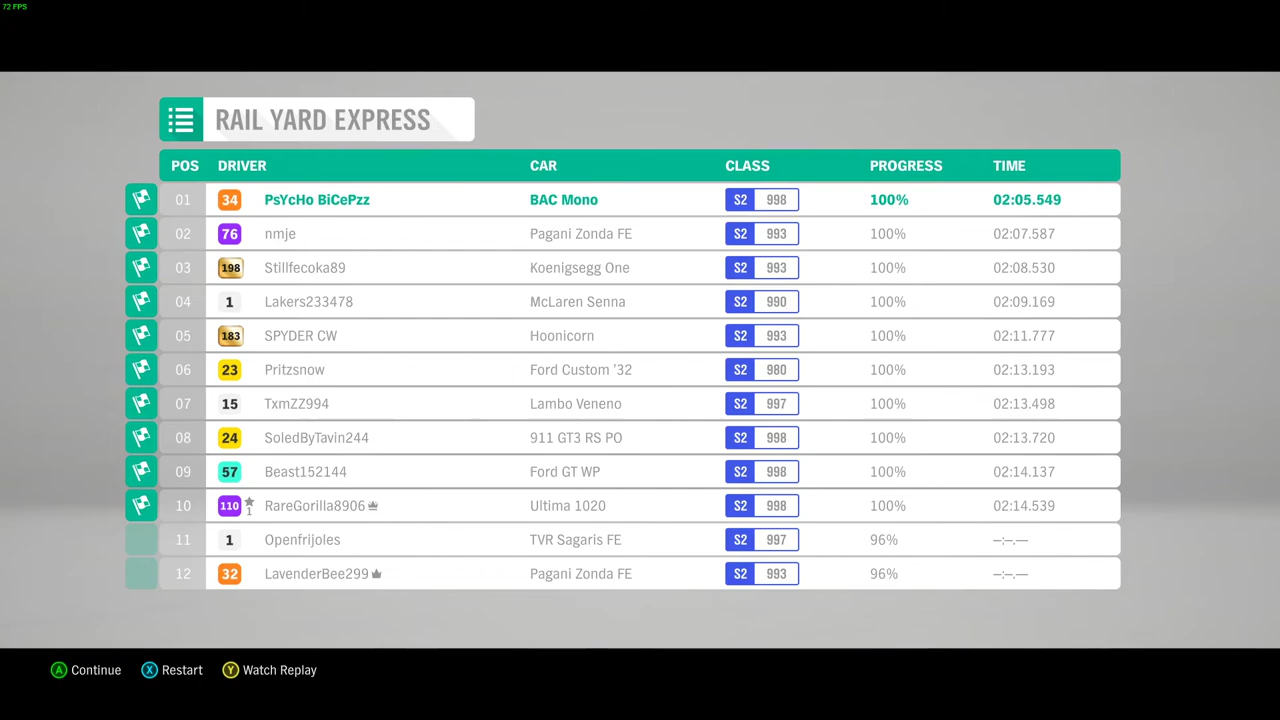 72 FPS
RAIL YARD EXPRESS
POS DRIVER CAR CLASS PROGRESS TIME
01 34 PsYcHo BiCePzz BAC Mono S2 998 100% 02:05.549
02 76 nmje Pagani Zonda FE S2 993 100% 02:07.587
03 198 Stillfecoka89 Koenigsegg One S2 993 100% 02:08.530
04 1 Lakers233478 McLaren Senna S2 990 100% 02:09.169
05 183 SPYDER CW Hoonicorn S2 993 100% 02:11.777
06 23 Pritzsnow Ford Custom '32 S2 980 100% 02:13.193
07 15 TxmZZ994 Lambo Veneno S2 997 100% 02:13.498
08 24 SoledByTavin244 911 GT3 RS PO S2 998 100% 02:13.720
09 57 Beast152144 Ford GT WP S2 998 100% 02:14.137
10 110 1 RareGorilla8906 Ultima 1020 S2 998 100% 02:14.539
11 1 Openfrijoles TVR Sagaris FE S2 997 96% --:--.---
12 32 LavenderBee299 Pagani Zonda FE S2 993 96% --:--.---
A Continue X Restart Y Watch Replay